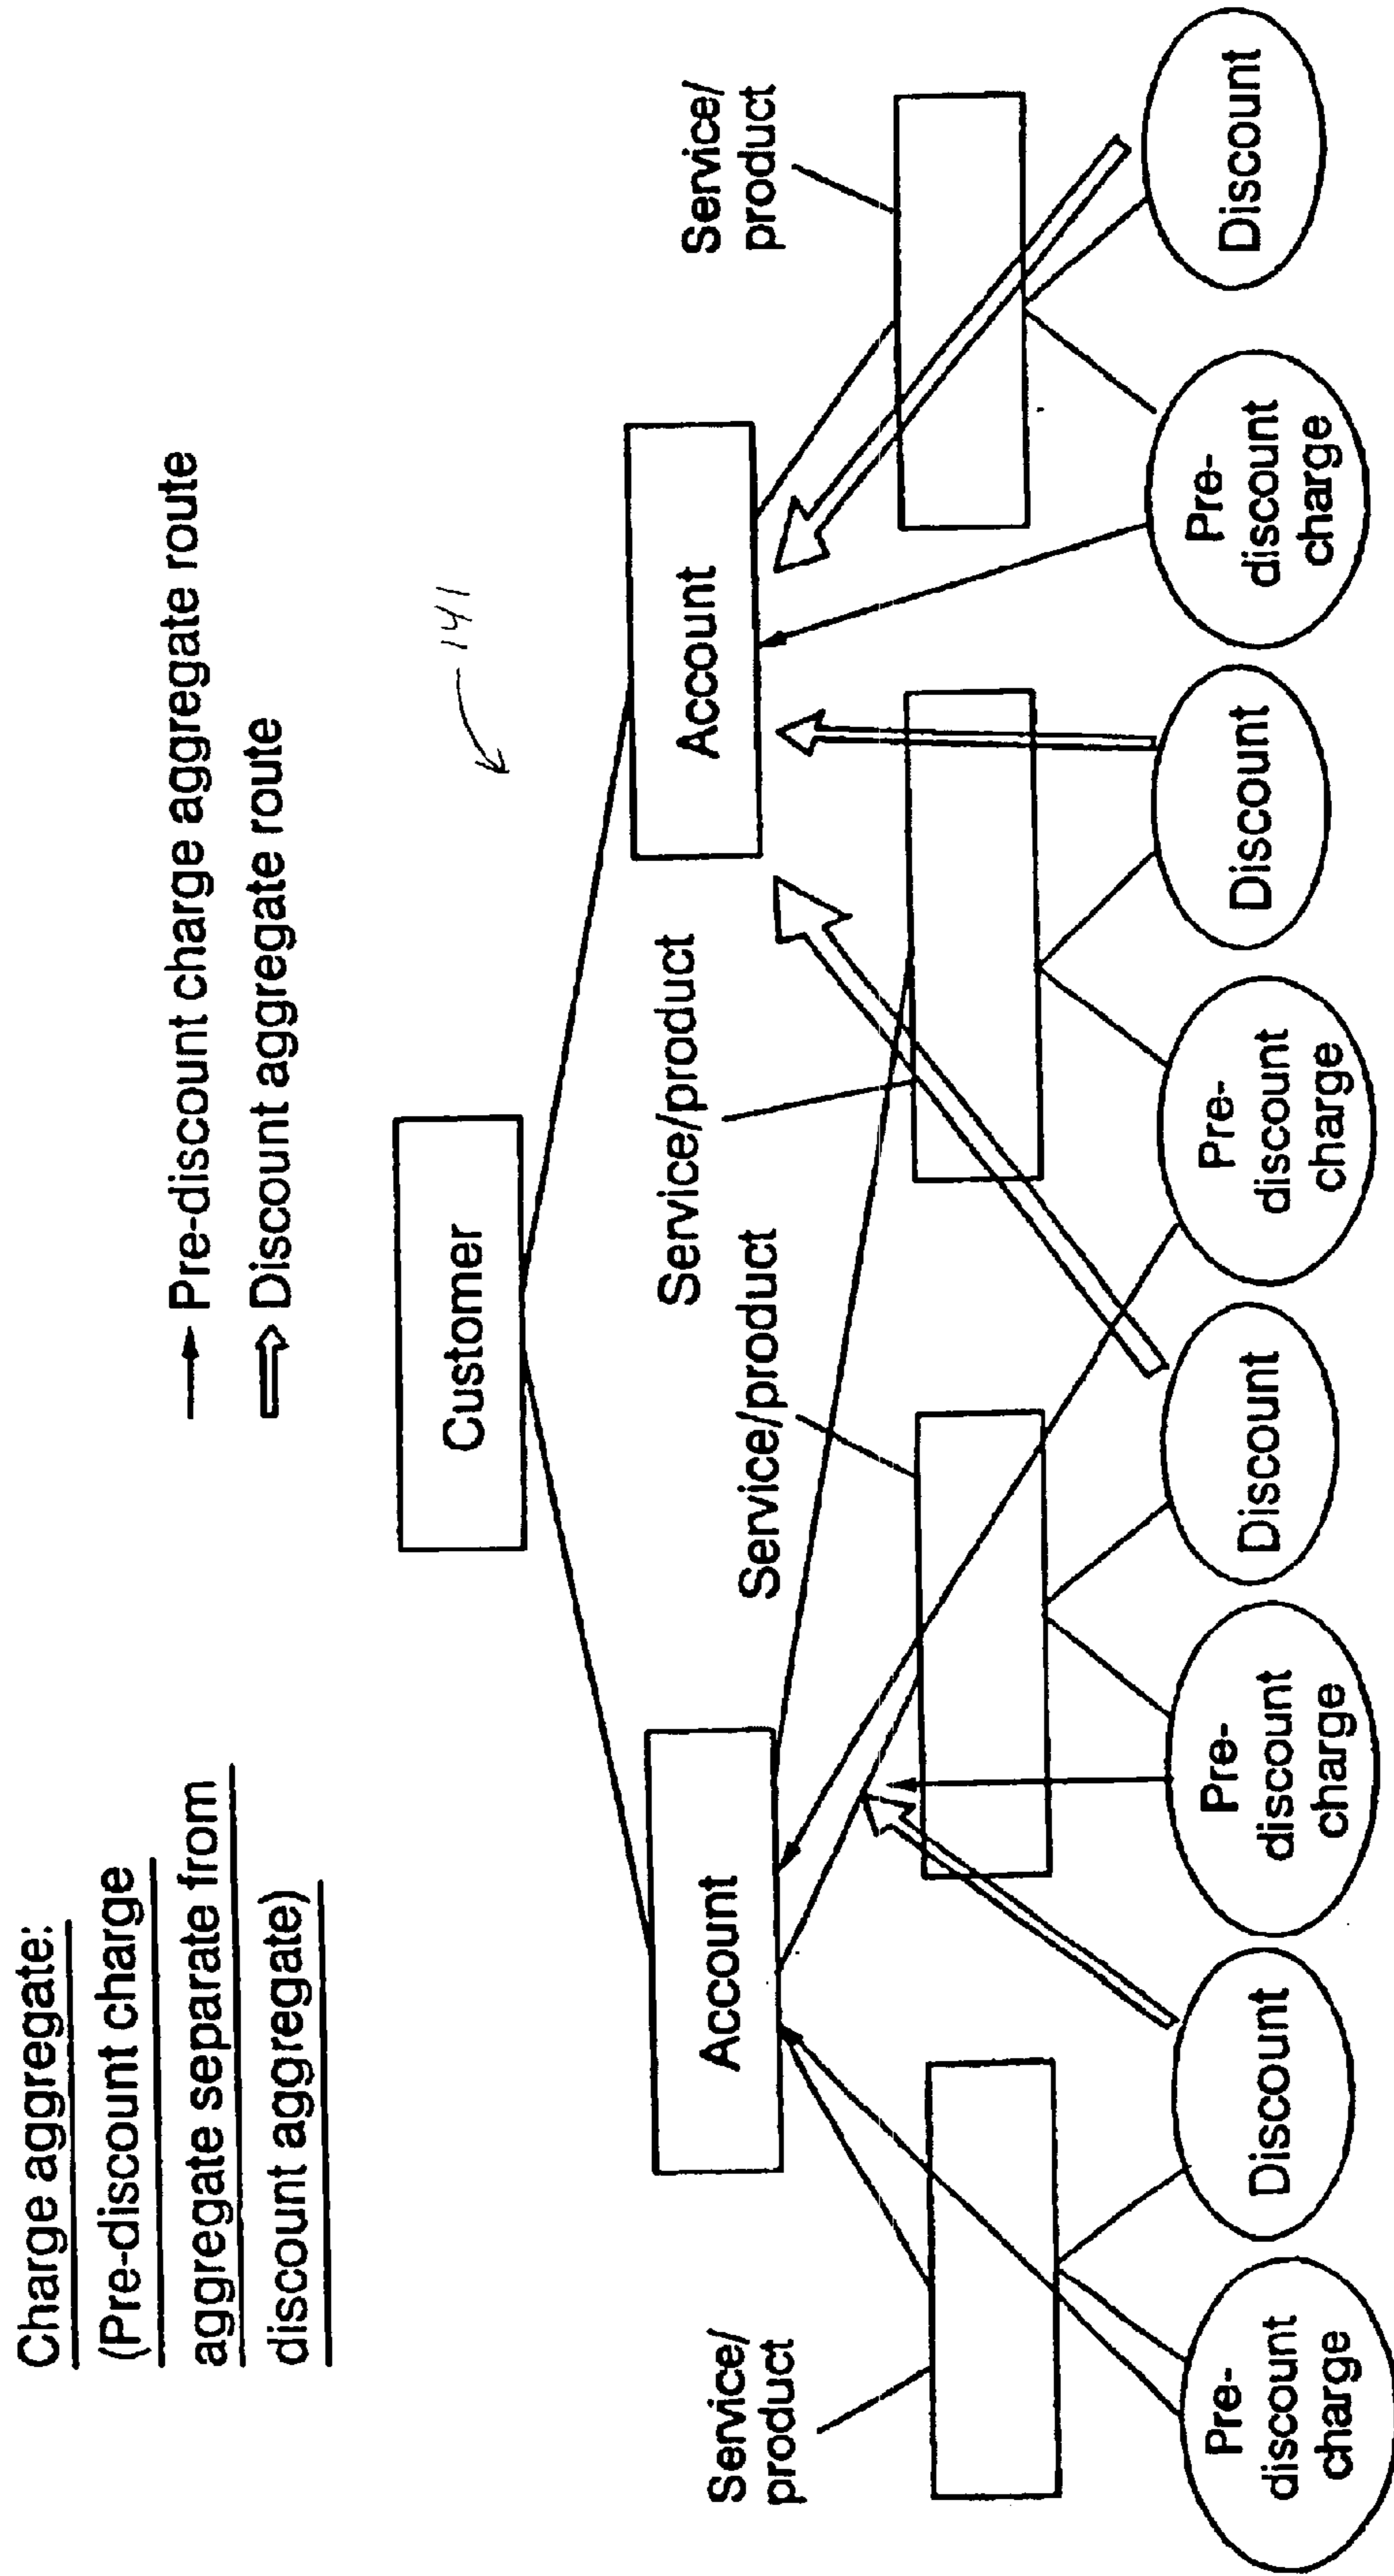 Charge aggregate:
(Pre-discount charge
aggregate separate from
discount aggregate)
Pre-discount charge aggregate route
Discount aggregate route
141
Customer
Account
Account
Service/
product
Service/product
Service/product
Service/
product
Pre-
discount
charge
Discount
Pre-
discount
charge
Discount
Pre-
discount
charge
Discount
Pre-
discount
charge
Discount